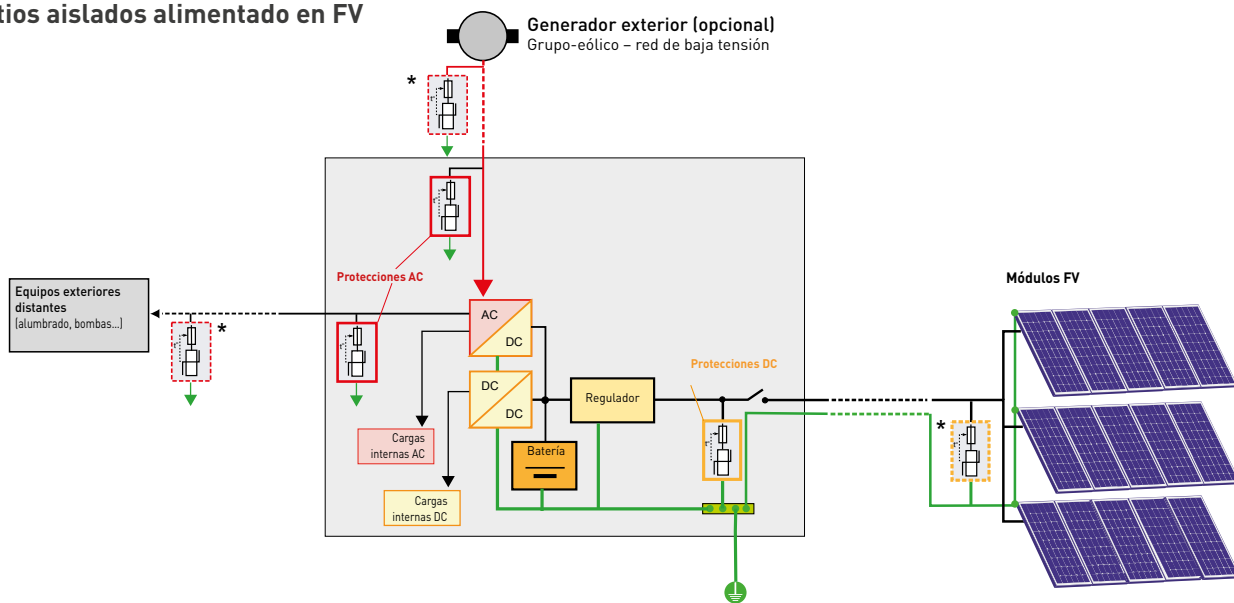 tios aislados alimentado en FV
Generador exterior (opcional)
Grupo-eólico – red de baja tensión
*
Protecciones AC
Módulos FV
Equipos exteriores
distantes
(alumbrado, bombas...)
*
AC
DC
Protecciones DC
DC
DC
Regulador
*
Cargas
internas AC
Batería
Cargas
internas DC